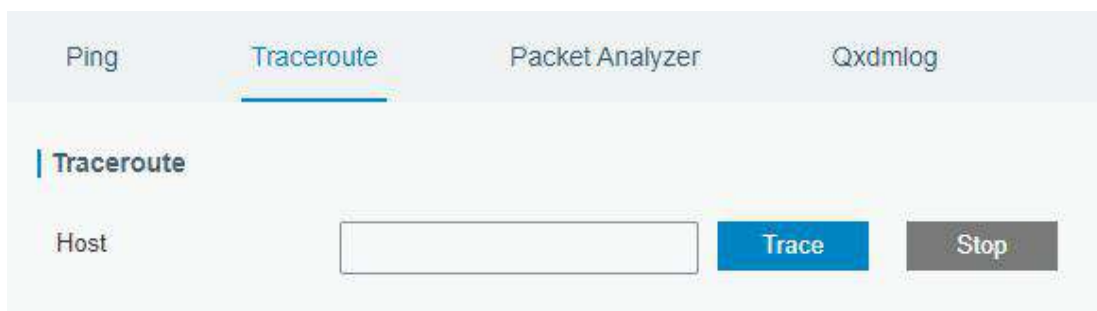 Ping Traceroute Packet Analyzer Qxdmlog
Traceroute
Host Trace Stop